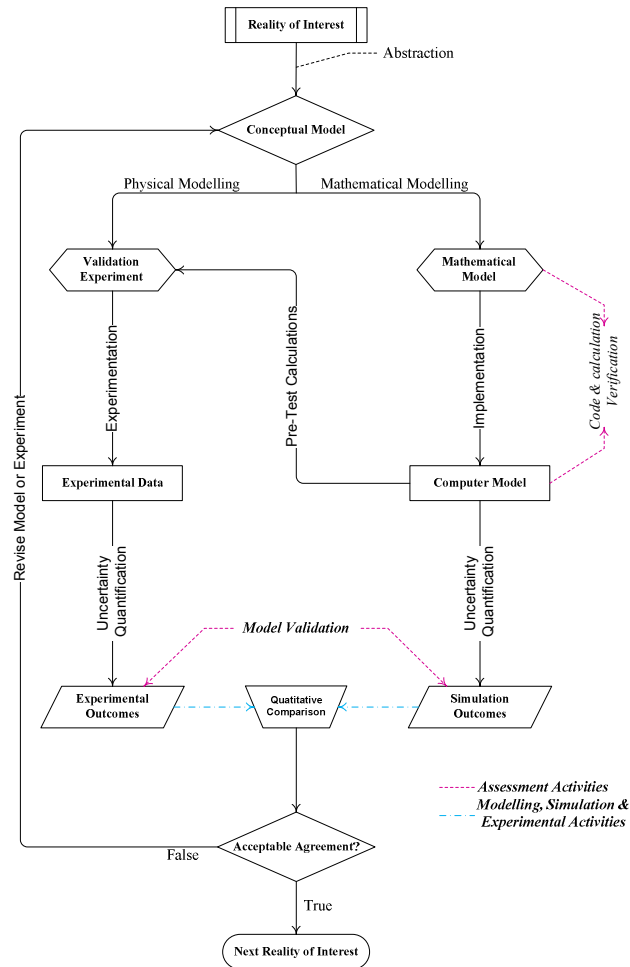 Reality of Interest
Abstraction
Conceptual Model
Physical Modelling
Mathematical Modelling
Validation
Experiment
Mathematical
Model
Revise Model or Experiment
Experimentation
Pre-Test Calculations
Implementation
Code & calculation
Verification
Experimental Data
Computer Model
Uncertainty
Quantification
Uncertainty
Quantification
Model Validation
Experimental
Outcomes
Qutitative
Comparison
Simulation
Outcomes
Assessment Activities
Modelling, Simulation &
Experimental Activities
Acceptable Agreement?
False
True
Next Reality of Interest